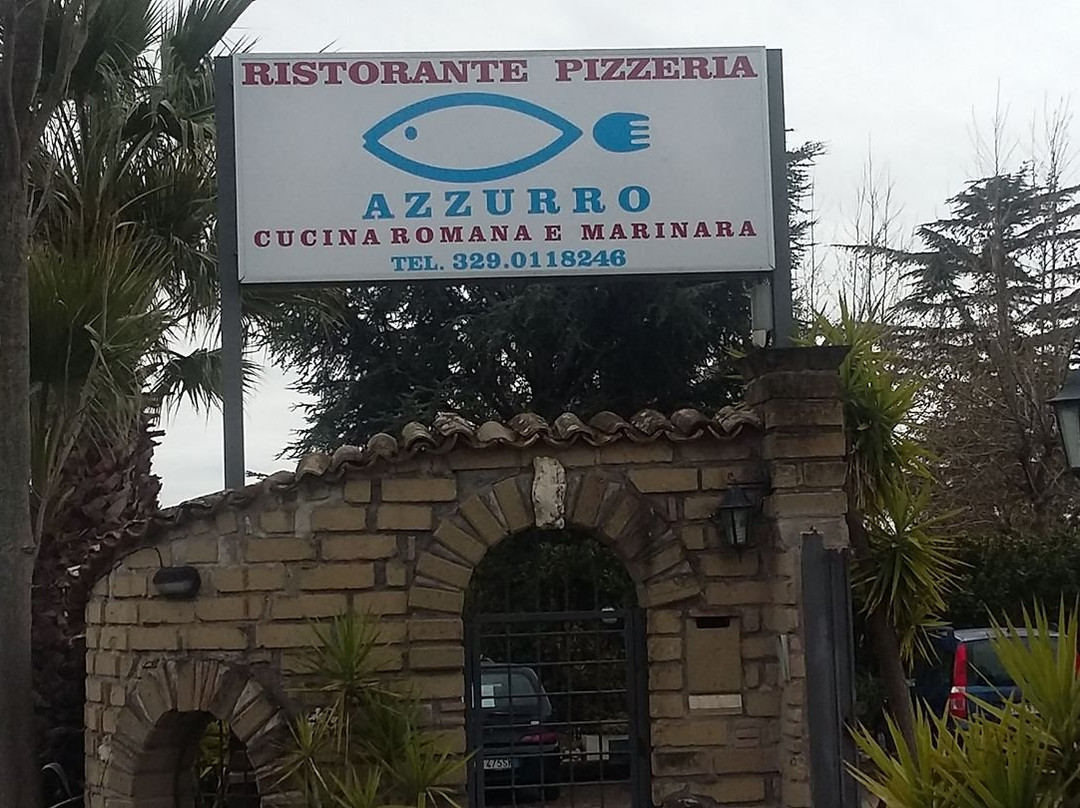 RISTORANTE PIZZERIA
AZZURRO
CUCINA ROMANA E MARINARA
TEL. 329.0118246